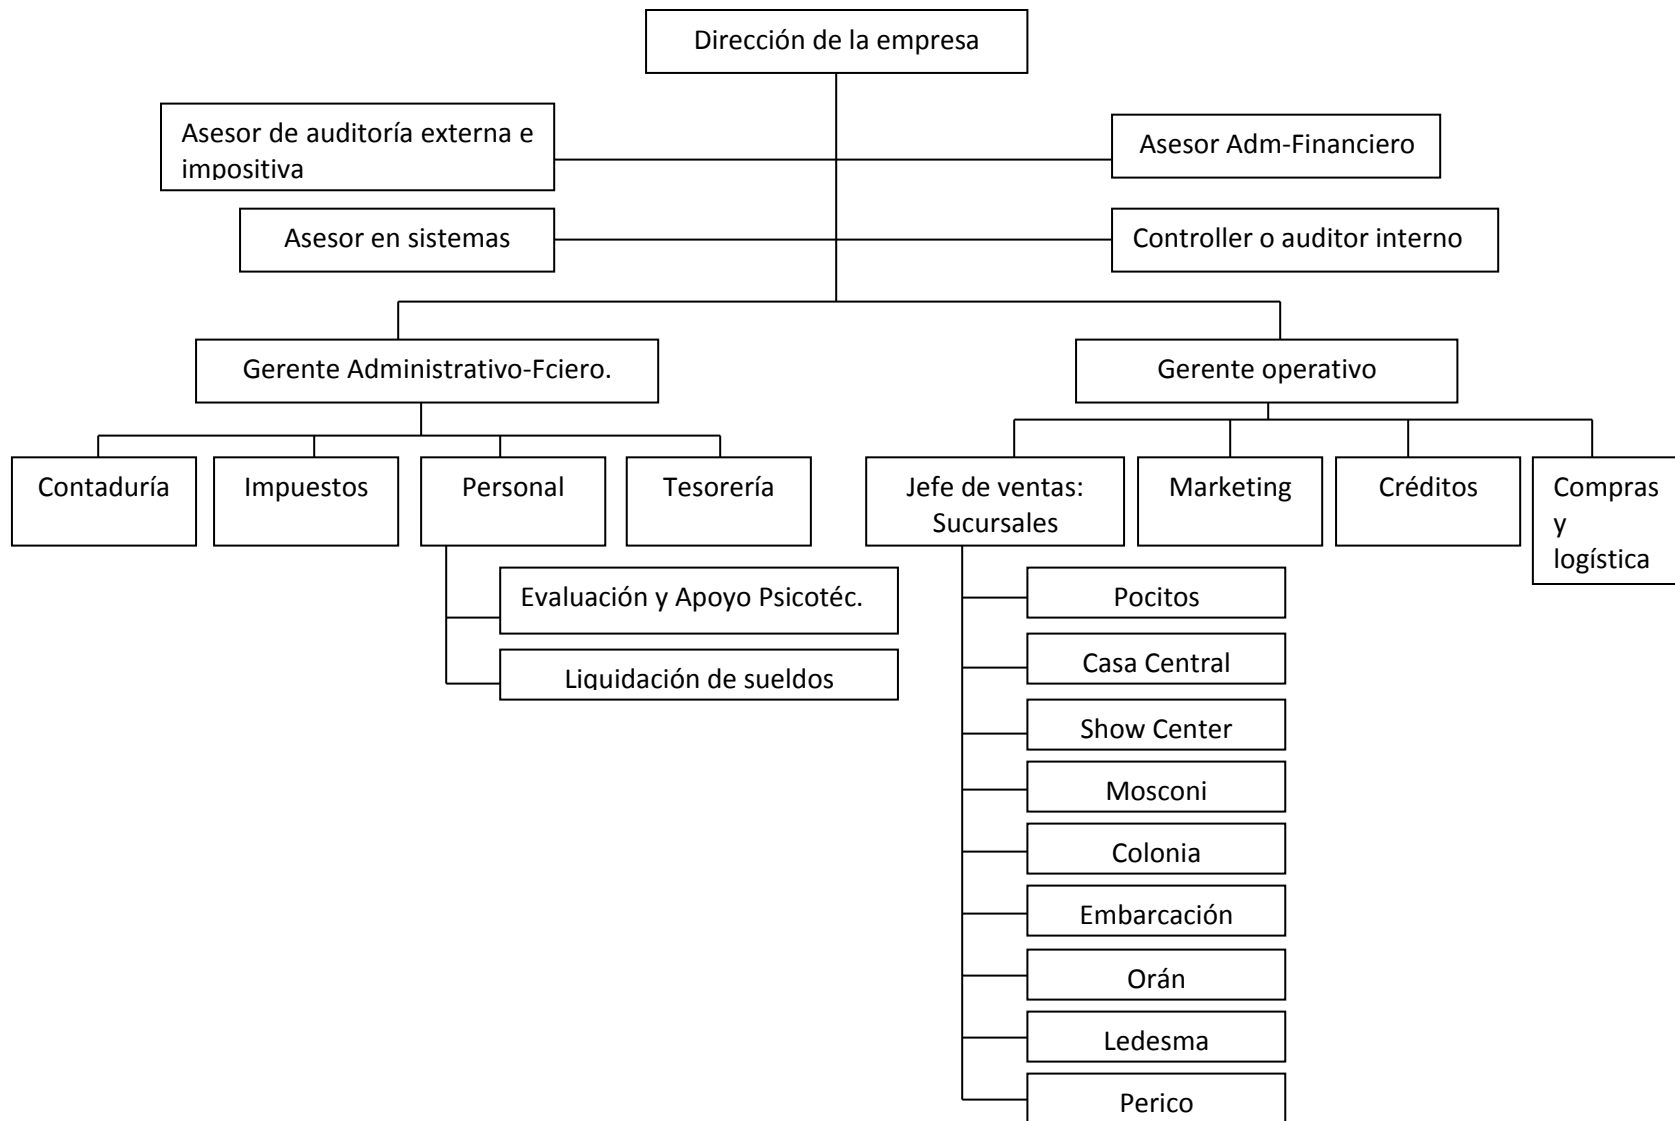 Dirección de la empresa
Asesor de auditoría externa e
impositiva
Asesor Adm-Financiero
Asesor en sistemas
Controller o auditor interno
Gerente Administrativo-Fciero.
Gerente operativo
Contaduría
Impuestos
Personal
Tesorería
Jefe de ventas:
Sucursales
Marketing
Créditos
Compras
y
logística
Evaluación y Apoyo Psicotéc.
Liquidación de sueldos
Pocitos
Casa Central
Show Center
Mosconi
Colonia
Embarcación
Orán
Ledesma
Perico